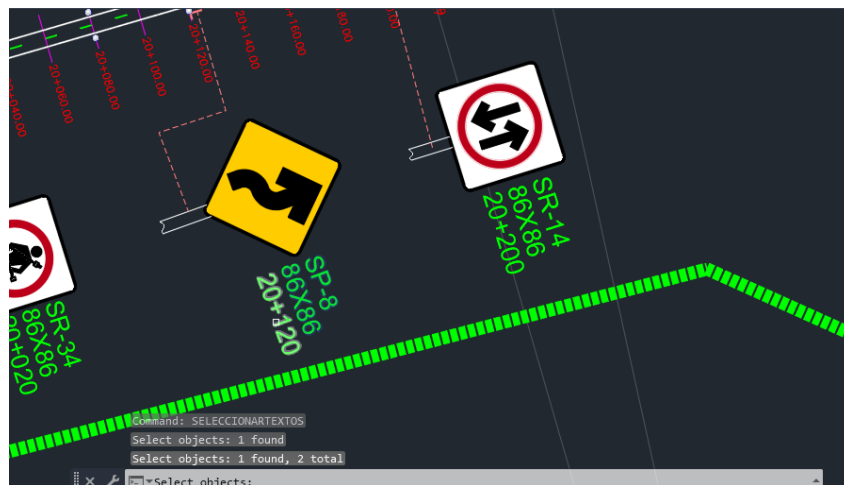 20+040.00
20+060.00
20+080.00
20+100.00
20+120.00
20+140.00
20+160.00
SR-14
86X86
20+200
SP-8
86X86
20+120
SR-34
86X86
20+020
Command: SELECCIONARTEXTOS
Select objects: 1 found
Select objects: 1 found, 2 total
Select objects: